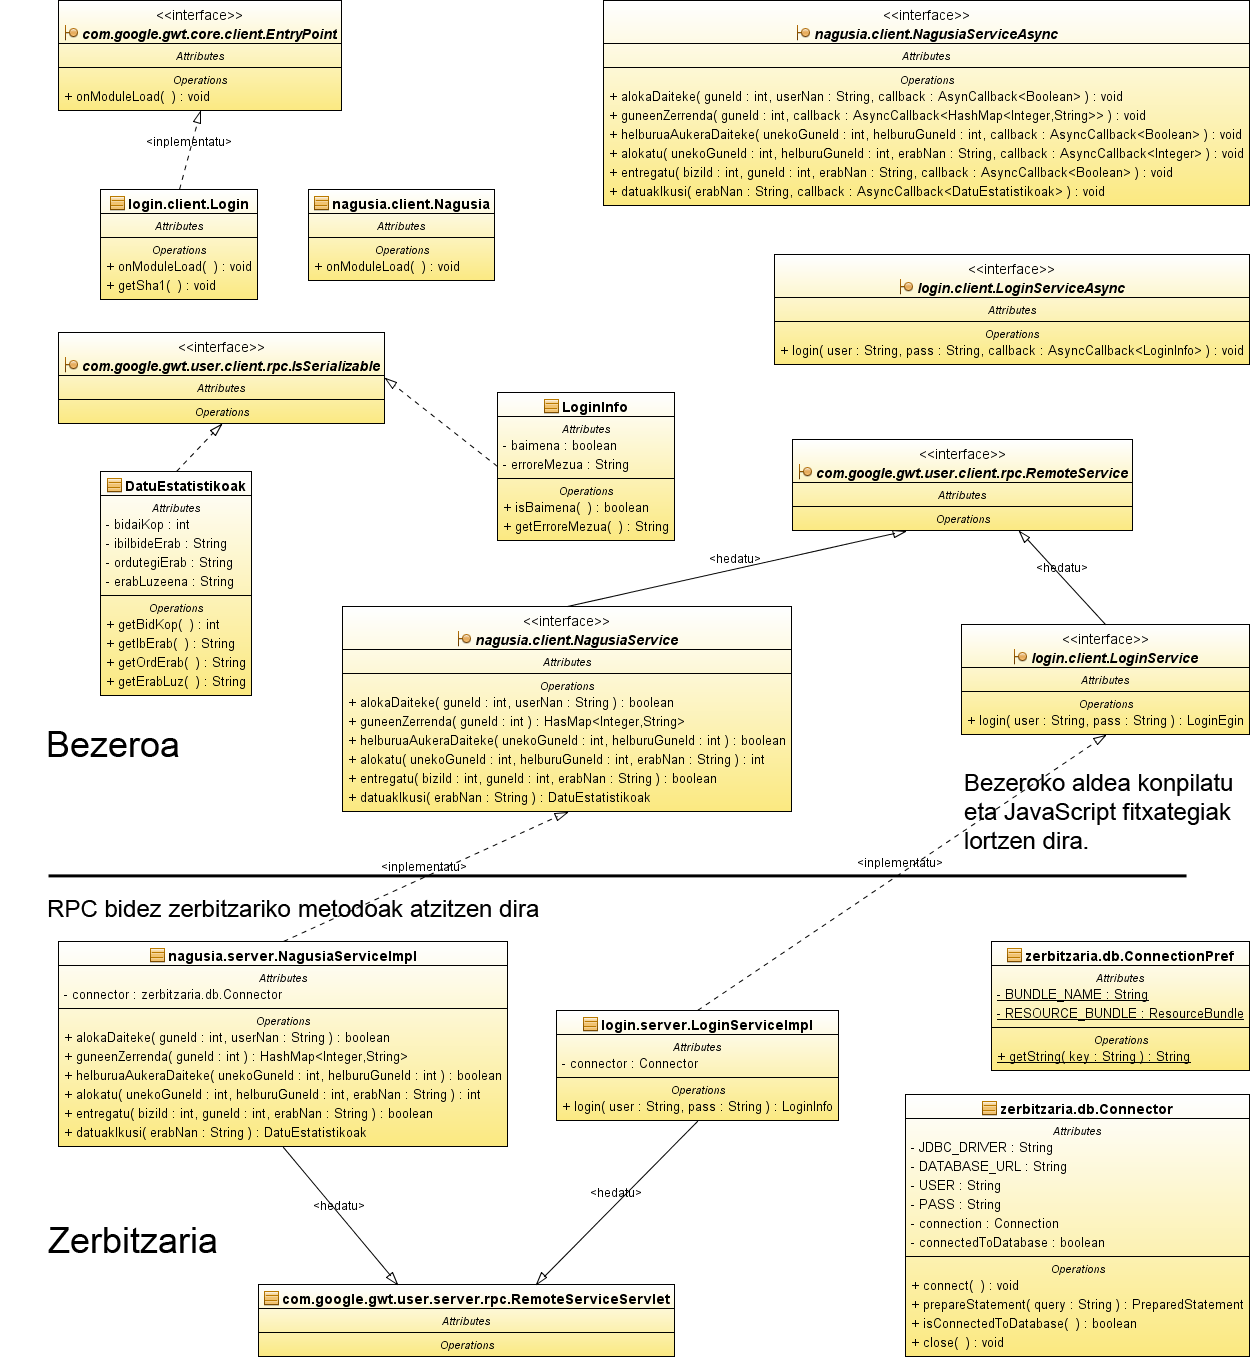 <<interface>>
com.google.gwt.core.client.EntryPoint
Attributes
Operations
+ onModuleLoad( ) : void
<inplementatu>
login.client.Login
Attributes
Operations
+ onModuleLoad( ) : void
+ getSha1( ) : void
nagusia.client.Nagusia
Attributes
Operations
+ onModuleLoad( ) : void
<<interface>>
nagusia.client.NagusiaServiceAsync
Attributes
Operations
+ alokaDaiteke( guneId : int, userNan : String, callback : AsynCallback<Boolean> ) : void
+ guneenZerrenda( guneId : int, callback : AsyncCallback<HashMap<Integer,String>> ) : void
+ helburuaAukeraDaiteke( unekoGuneId : int, helburuGuneId : int, callback : AsyncCallback<Boolean> ) : void
+ alokatu( unekoGuneId : int, helburuGuneId : int, erabNan : String, callback : AsyncCallback<Integer> ) : void
+ entregatu( biziId : int, guneId : int, erabNan : String, callback : AsyncCallback<Boolean> ) : void
+ datuakIkusi( erabNan : String, callback : AsyncCallback<DatuEstatistikoak> ) : void
<<interface>>
login.client.LoginServiceAsync
Attributes
Operations
+ login( user : String, pass : String, callback : AsyncCallback<LoginInfo> ) : void
<<interface>>
com.google.gwt.user.client.rpc.IsSerializable
Attributes
Operations
LoginInfo
Attributes
- baimena : boolean
- erroreMezua : String
Operations
+ isBaimena( ) : boolean
+ getErroreMezua( ) : String
DatuEstatistikoak
Attributes
- bidaiKop : int
- ibilbideErab : String
- ordutegiErab : String
- erabLuzeena : String
Operations
+ getBidKop( ) : int
+ getIbErab( ) : String
+ getOrdErab( ) : String
+ getErabLuz( ) : String
<<interface>>
com.google.gwt.user.client.rpc.RemoteService
Attributes
Operations
<hedatu>
<hedatu>
<<interface>>
nagusia.client.NagusiaService
Attributes
Operations
+ alokaDaiteke( guneId : int, userNan : String ) : boolean
+ guneenZerrenda( guneId : int ) : HasMap<Integer,String>
+ helburuaAukeraDaiteke( unekoGuneId : int, helburuGuneId : int ) : boolean
+ alokatu( unekoGuneId : int, helburuGuneId : int, erabNan : String ) : int
+ entregatu( biziId : int, guneId : int, erabNan : String ) : boolean
+ datuakIkusi( erabNan : String ) : DatuEstatistikoak
<<interface>>
login.client.LoginService
Attributes
Operations
+ login( user : String, pass : String ) : LoginEgin
Bezeroa
Bezeroko aldea konpilatu
eta JavaScript fitxategiak
lortzen dira.
<inplementatu>
<inplementatu>
RPC bidez zerbitzariko metodoak atzitzen dira
nagusia.server.NagusiaServiceImpl
Attributes
- connector : zerbitzaria.db.Connector
Operations
+ alokaDaiteke( guneId : int, userNan : String ) : boolean
+ guneenZerrenda( guneId : int ) : HashMap<Integer,String>
+ helburuaAukeraDaiteke( unekoGuneId : int, helburuGuneId : int ) : boolean
+ alokatu( unekoGuneId : int, helburuGuneId : int, erabNan : String ) : int
+ entregatu( biziId : int, guneId : int, erabNan : String ) : boolean
+ datuakIkusi( erabNan : String ) : DatuEstatistikoak
login.server.LoginServiceImpl
Attributes
- connector : Connector
Operations
+ login( user : String, pass : String ) : LoginInfo
zerbitzaria.db.ConnectionPref
Attributes
- BUNDLE_NAME : String
- RESOURCE_BUNDLE : ResourceBundle
Operations
+ getString( key : String ) : String
zerbitzaria.db.Connector
Attributes
- JDBC_DRIVER : String
- DATABASE_URL : String
- USER : String
- PASS : String
- connection : Connection
- connectedToDatabase : boolean
Operations
+ connect( ) : void
+ prepareStatement( query : String ) : PreparedStatement
+ isConnectedToDatabase( ) : boolean
+ close( ) : void
<hedatu>
<hedatu>
Zerbitzaria
com.google.gwt.user.server.rpc.RemoteServiceServlet
Attributes
Operations